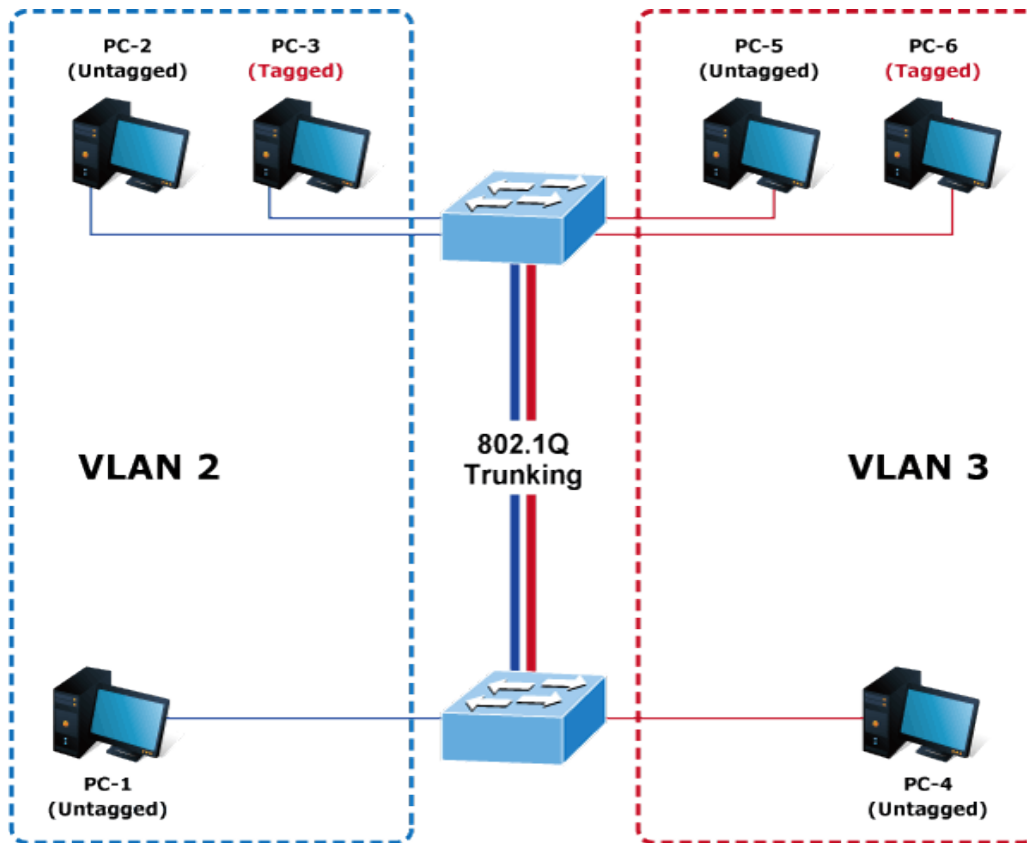 PC-2
(Untagged)
PC-3
(Tagged)
PC-5
(Untagged)
PC-6
(Tagged)
802.1Q
Trunking
VLAN 2
VLAN 3
PC-1
(Untagged)
PC-4
(Untagged)